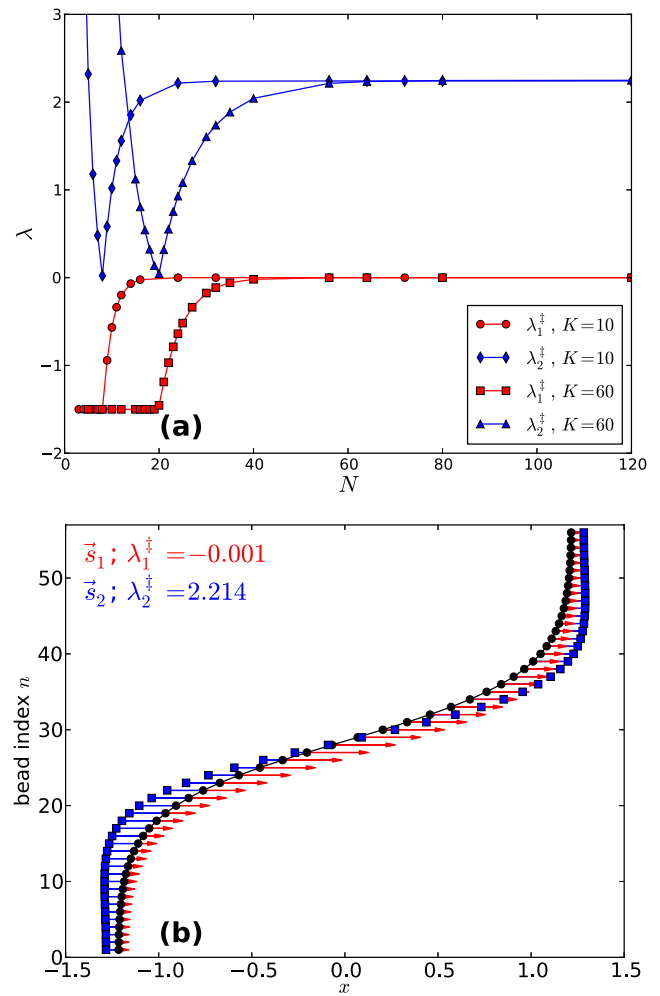 3
2
1
0
−1
−2
λ
0 20 40 60 80 100 120
N
(a)
λ₁‡ , K=10
λ₂‡ , K=10
λ₁‡ , K=60
λ₂‡ , K=60
s⃗₁; λ₁‡ =−0.001
s⃗₂; λ₂‡ =2.214
50
40
30
20
10
0
bead index n
(b)
−1.5 −1.0 −0.5 0.0 0.5 1.0 1.5
x